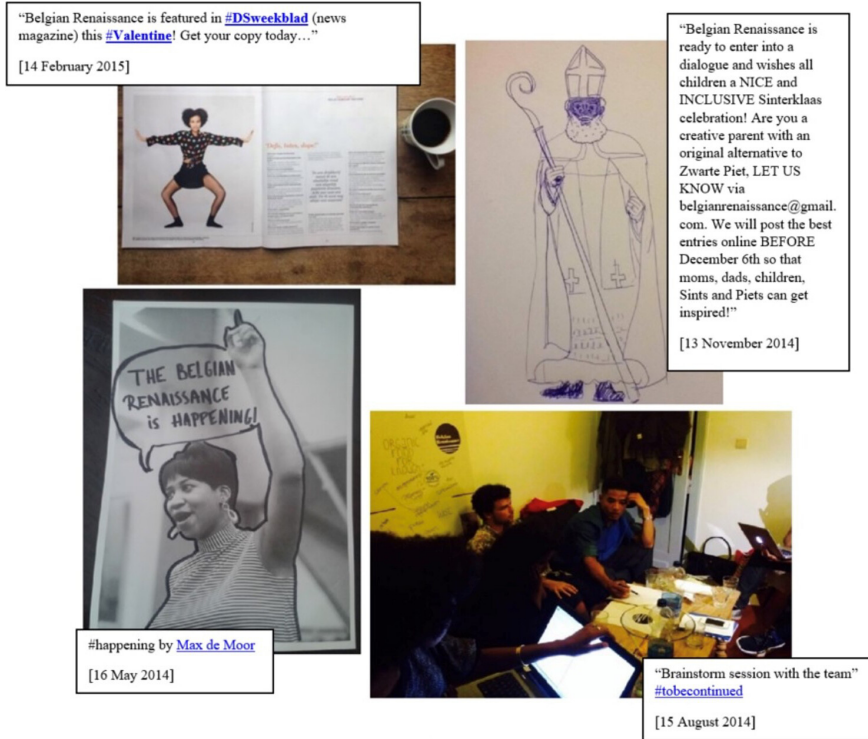 “Belgian Renaissance is featured in #DSweekblad (news
magazine) this #Valentine! Get your copy today…”
[14 February 2015]
“Belgian Renaissance is
ready to enter into a
dialogue and wishes all
children a NICE and
INCLUSIVE Sinterklaas
celebration! Are you a
creative parent with an
original alternative to
Zwarte Piet, LET US
KNOW via
belgianrenaissance@gmail.
com. We will post the best
entries online BEFORE
December 6th so that
moms, dads, children,
Sints and Piets can get
inspired!”
[13 November 2014]
THE BELGIAN
RENAISSANCE
is HAPPENING!
#happening by Max de Moor
[16 May 2014]
“Brainstorm session with the team”
#tobecontinued
[15 August 2014]